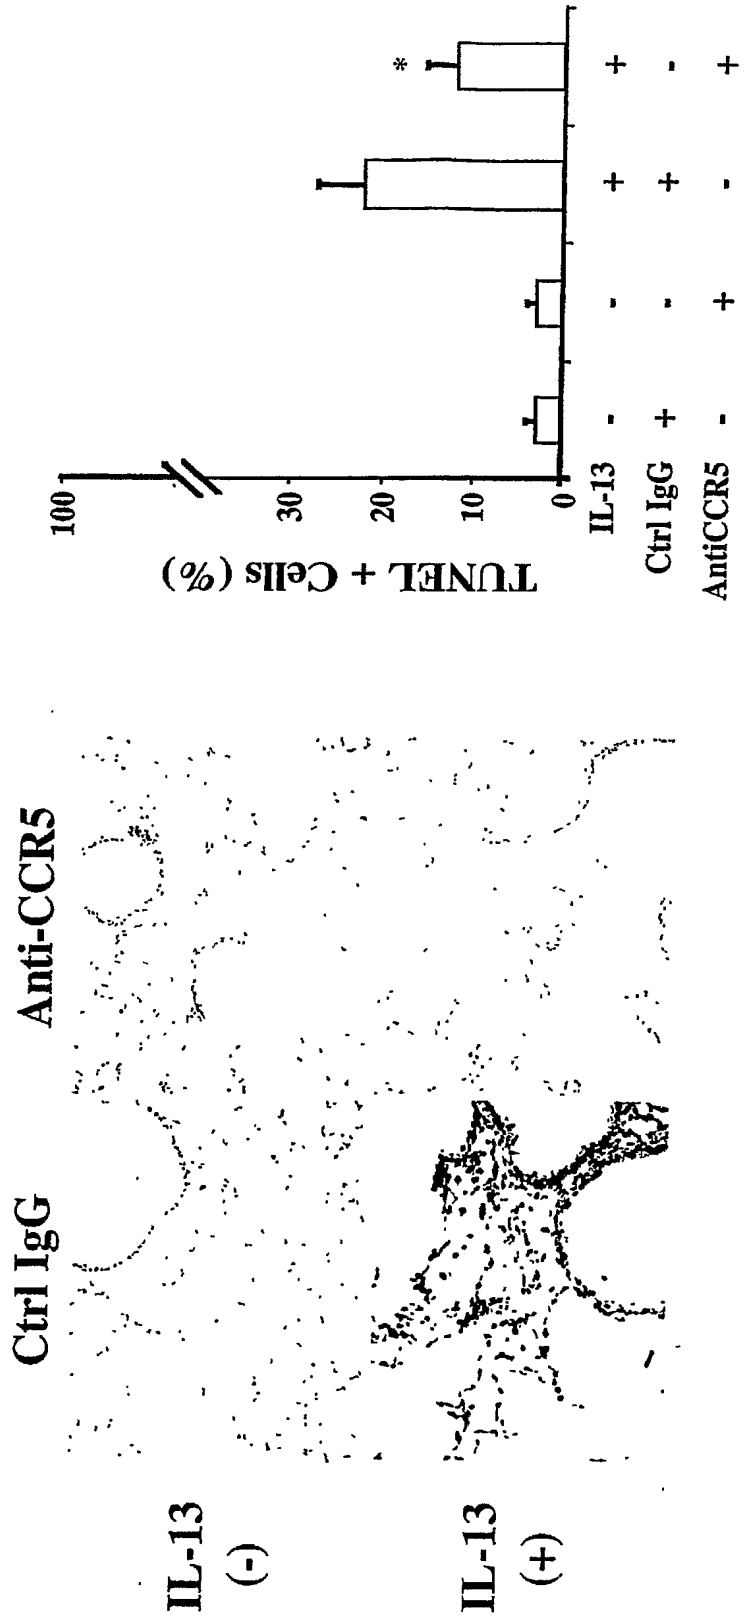 Ctrl IgG Anti-CCR5
IL-13
(-)
IL-13
(+)
TUNEL + Cells (%)
100
30
20
10
0
*
IL-13 - - + +
Ctrl IgG + - + -
AntiCCR5 - + - +